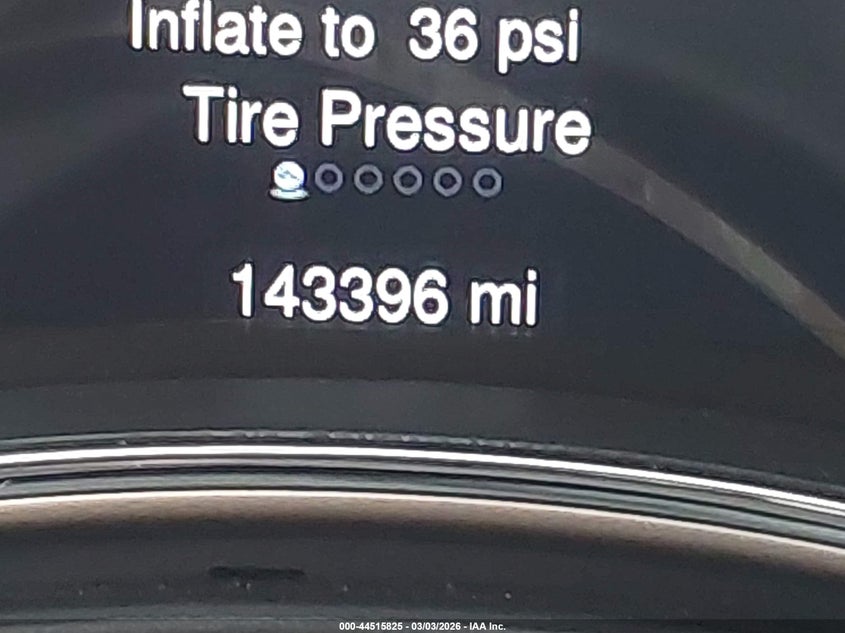 Inflate to 36 psi
Tire Pressure
143396 mi
000-44515825 - 03/03/2026 - IAA Inc.